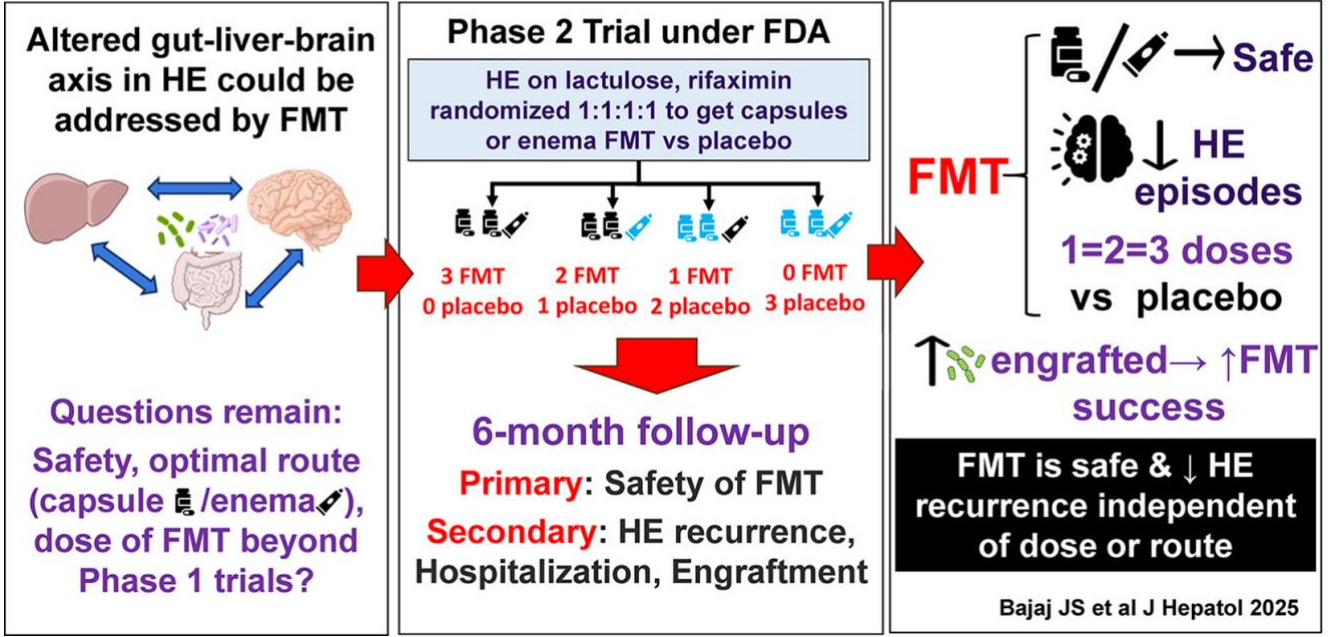 Altered gut-liver-brain
axis in HE could be
addressed by FMT
Questions remain:
Safety, optimal route
(capsule /enema ),
dose of FMT beyond
Phase 1 trials?
Phase 2 Trial under FDA
HE on lactulose, rifaximin
randomized 1:1:1:1 to get capsules
or enema FMT vs placebo
3 FMT
0 placebo
2 FMT
1 placebo
1 FMT
2 placebo
0 FMT
3 placebo
6-month follow-up
Primary: Safety of FMT
Secondary: HE recurrence,
Hospitalization, Engraftment
FMT
/ → Safe
↓ HE
episodes
1=2=3 doses
vs placebo
↑ engrafted→ ↑FMT
success
FMT is safe & ↓ HE
recurrence independent
of dose or route
Bajaj JS et al J Hepatol 2025